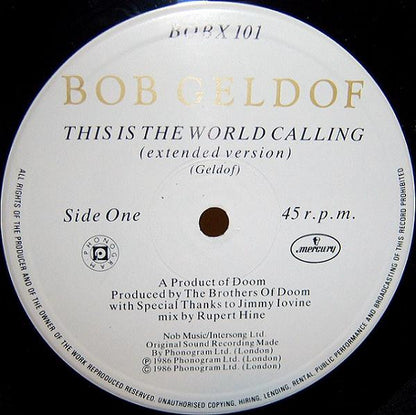 BOBX 101
BOB GELDOF
THIS IS THE WORLD CALLING
(extended version)
(Geldof)
Side One
45 r.p.m.
PHONOGRAM
mercury
A Product of Doom
Produced by The Brothers Of Doom
with Special Thanks to Jimmy Iovine
mix by Rupert Hine
Nob Music/Intersong Ltd.
Original Sound Recording Made
By Phonogram Ltd. (London)
℗ 1986 Phonogram Ltd. (London)
© 1986 Phonogram Ltd. (London)
ALL RIGHTS OF THE PRODUCER AND OF THE OWNER OF THE WORK REPRODUCED RESERVED. UNAUTHORISED COPYING, HIRING, LENDING, RENTAL, PUBLIC PERFORMANCE AND BROADCASTING OF THIS RECORD PROHIBITED